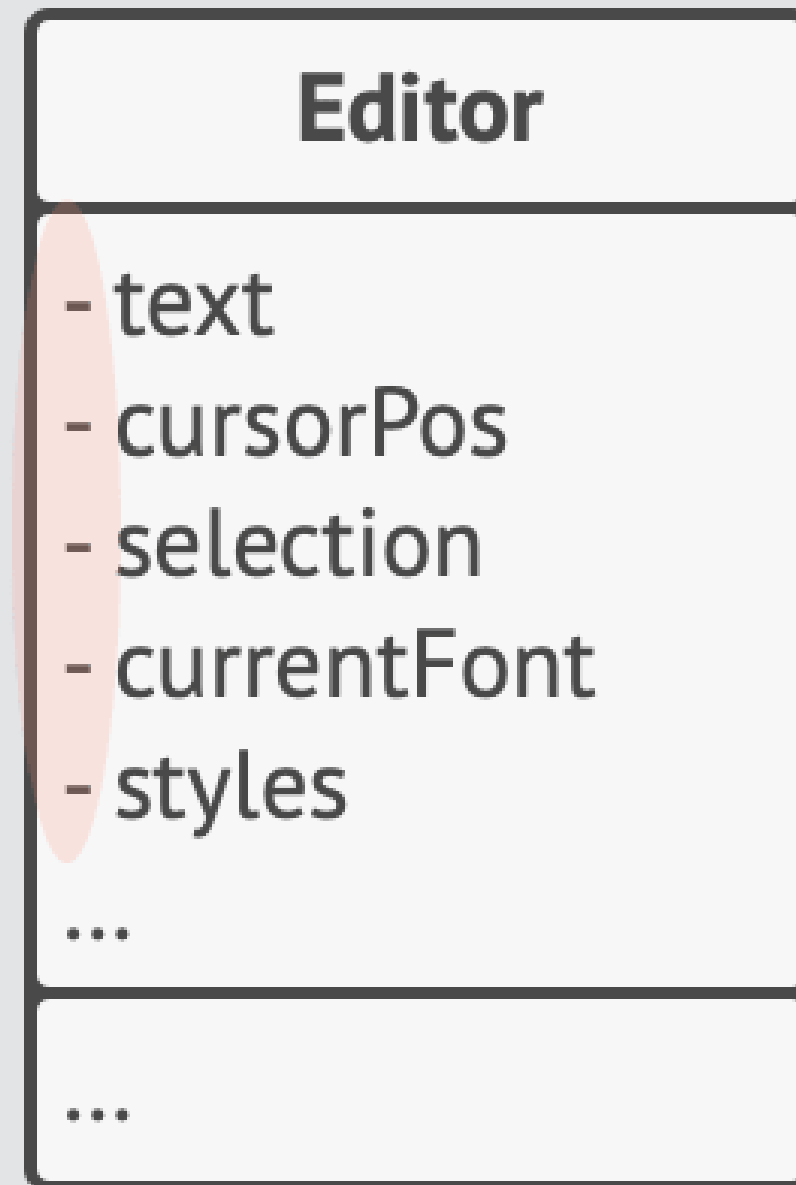 Editor
- text
- cursorPos
- selection
- currentFont
- styles
...
...